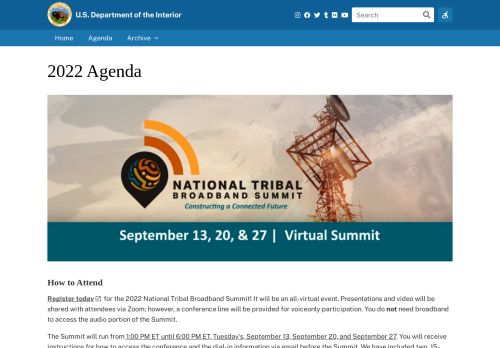 U.S. Department of the Interior
Search
Home
Agenda
Archive
2022 Agenda
NATIONAL TRIBAL
BROADBAND SUMMIT
Constructing a Connected Future
September 13, 20, & 27 | Virtual Summit
How to Attend
Register today for the 2022 National Tribal Broadband Summit! It will be an all-virtual event. Presentations and video will be
shared with attendees via Zoom; however, a conference line will be provided for voiceonly participation. You do not need broadband
to access the audio portion of the Summit.
The Summit will run from 1:00 PM ET until 6:00 PM ET, Tuesday's, September 13, September 20, and September 27. You will receive
instructions for how to access the conference and the dial-in information via email before the Summit. We have included two, 15-